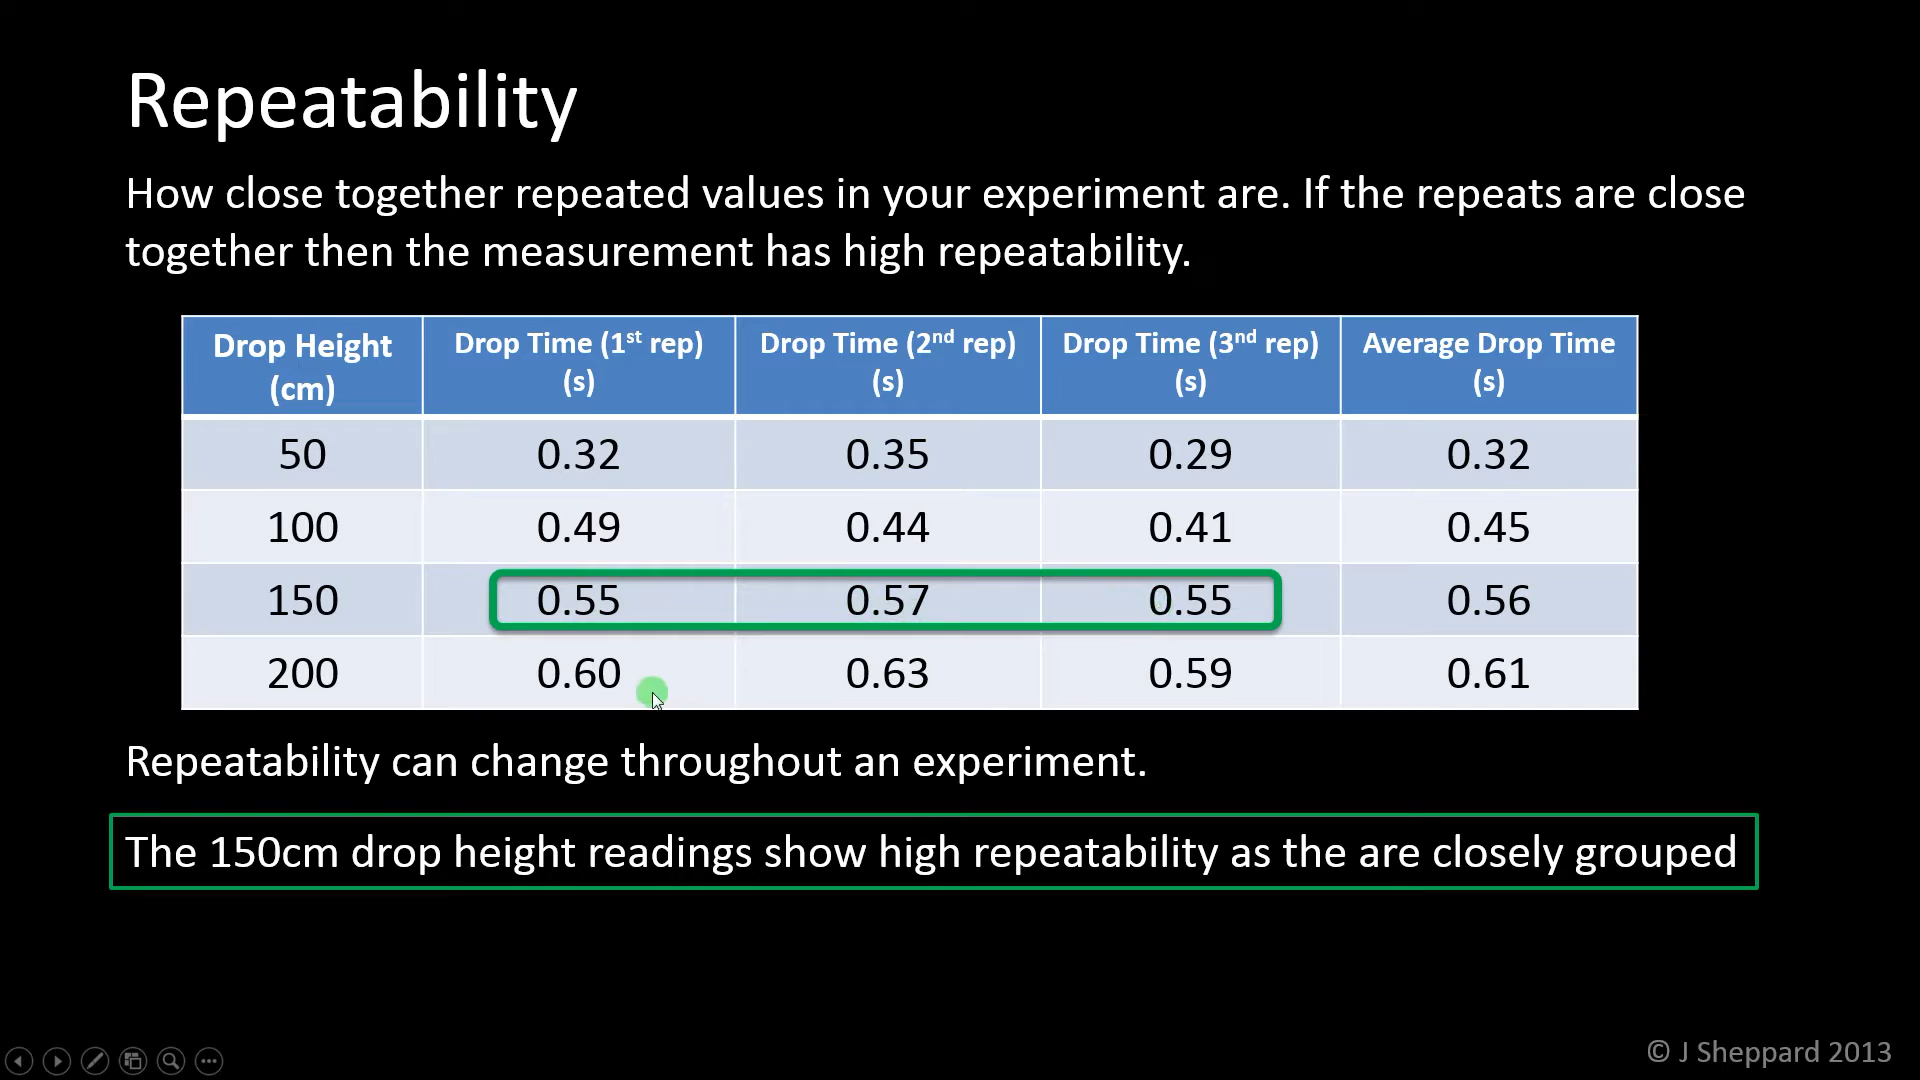 Repeatability
How close together repeated values in your experiment are. If the repeats are close
together then the measurement has high repeatability.
Drop Height (cm) Drop Time (1st rep) (s) Drop Time (2nd rep) (s) Drop Time (3nd rep) (s) Average Drop Time (s)
50 0.32 0.35 0.29 0.32
100 0.49 0.44 0.41 0.45
150 0.55 0.57 0.55 0.56
200 0.60 0.63 0.59 0.61
Repeatability can change throughout an experiment.
The 150cm drop height readings show high repeatability as the are closely grouped
© J Sheppard 2013